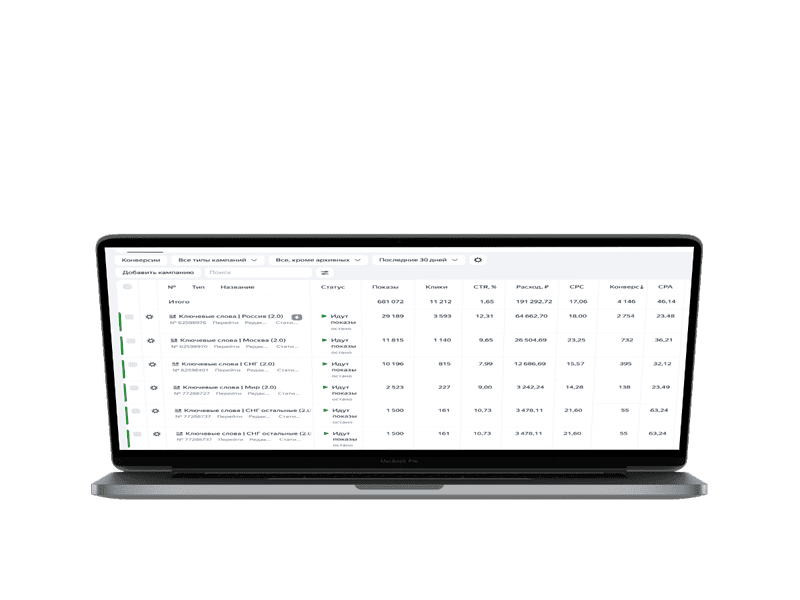 Конверсии Все типы кампаний Все, кроме архивных Последние 30 дней
Добавить кампанию Поиск
№ Тип Название Статус Показы Клики CTR, % Расход, ₽ CPC Конверс↓ CPA
Итого 681 072 11 212 1,65 191 292,72 17,06 4 146 46,14
Ключевые слова | Россия (2.0) Идут показы 29 189 3 593 12,31 64 662,70 18,00 2 754 23,48
№ 62598976 Перейти Редак... Стати... остано
Ключевые слова | Москва (2.0) Идут показы 11 815 1 140 9,65 26 504,69 23,25 732 36,21
Перейти Редак... Стати... остано
Ключевые слова | СНГ (2.0) Идут показы 10 196 815 7,99 12 686,69 15,57 395 32,12
Перейти Редак... Стати... остано
Ключевые слова | Мир (2.0) Идут показы 2 523 227 9,00 3 242,24 14,28 138 23,49
№ 77288727 Перейти Редак... Стати... остано
Ключевые слова | СНГ остальные (2.0 Идут показы 1 500 161 10,73 3 478,11 21,60 55 63,24
№ 77288737 Перейти Редак... Стати... остано
Ключевые слова | СНГ остальные (2.0 Идут показы 1 500 161 10,73 3 478,11 21,60 55 63,24
№ 77288737 Перейти Редак... Стати... остано
MacBook Pro